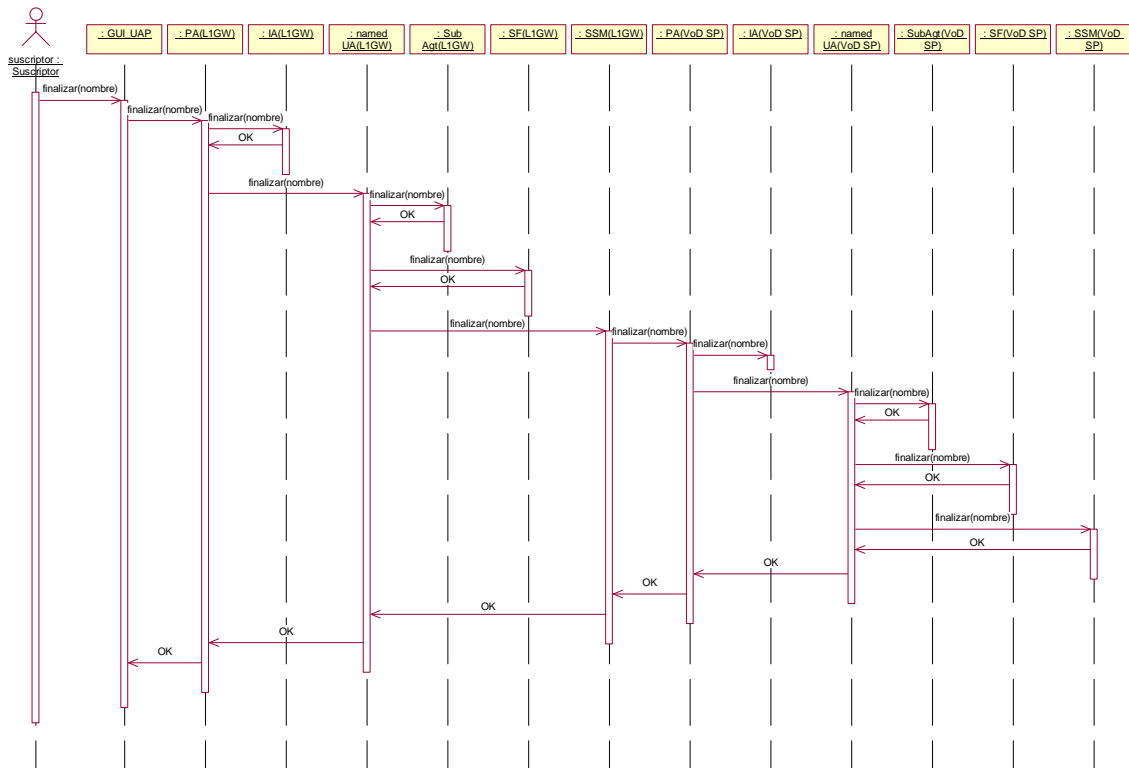 suscriptor :
Suscriptor
: GUI_UAP
: PA(L1GW)
: IA(L1GW)
: named
UA(L1GW)
: Sub
Agt(L1GW)
: SF(L1GW)
: SSM(L1GW)
: PA(VoD SP)
: IA(VoD SP)
: named
UA(VoD SP)
: SubAgt(VoD
SP)
: SF(VoD SP)
: SSM(VoD
SP)
finalizar(nombre)
finalizar(nombre)
finalizar(nombre)
OK
finalizar(nombre)
finalizar(nombre)
OK
finalizar(nombre)
OK
finalizar(nombre)
finalizar(nombre)
finalizar(nombre)
finalizar(nombre)
finalizar(nombre)
OK
finalizar(nombre)
OK
finalizar(nombre)
OK
OK
OK
OK
OK
OK